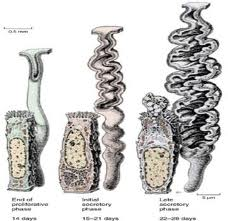 0.5 mm
End of
proliferative
phase
14 days
Initial
secretory
phase
15–21 days
Late
secretory
phase
22–28 days
5 µm